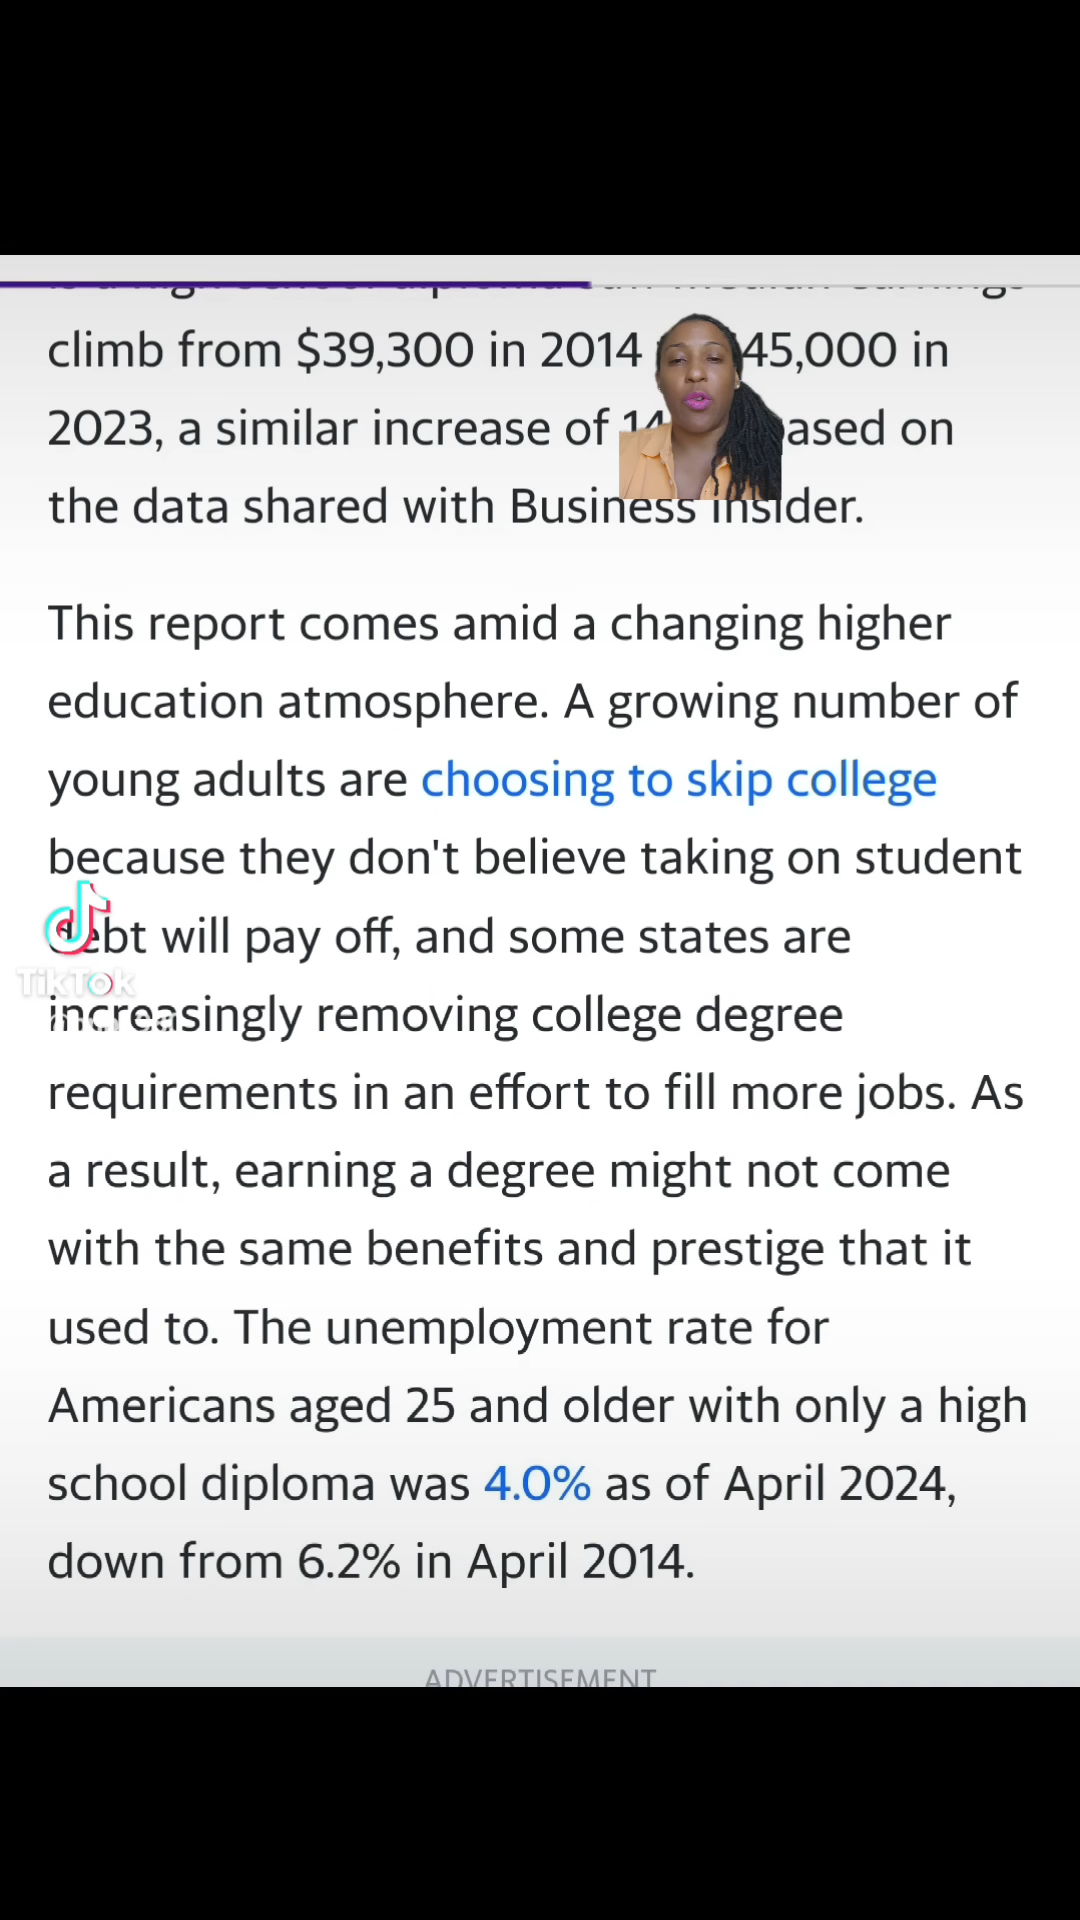 climb from $39,300 in 2014 45,000 in
2023, a similar increase of 14 based on
the data shared with Business Insider.
This report comes amid a changing higher
education atmosphere. A growing number of
young adults are choosing to skip college
because they don't believe taking on student
debt will pay off, and some states are
TikTok
increasingly removing college degree
requirements in an effort to fill more jobs. As
a result, earning a degree might not come
with the same benefits and prestige that it
used to. The unemployment rate for
Americans aged 25 and older with only a high
school diploma was 4.0% as of April 2024,
down from 6.2% in April 2014.
ADVERTISEMENT